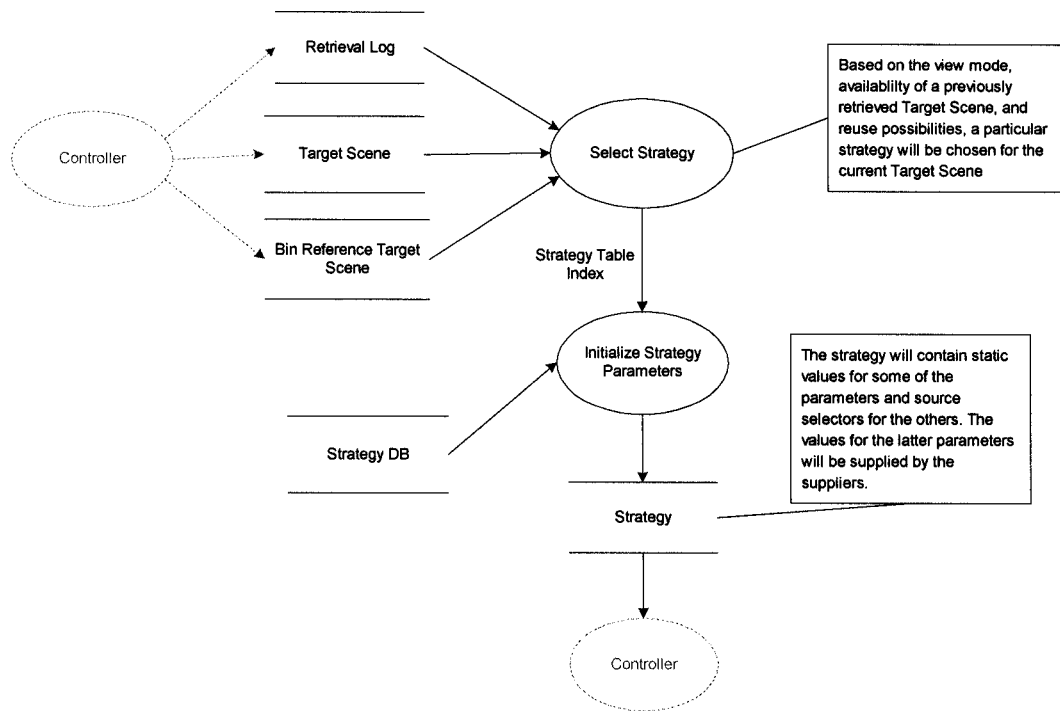 Retrieval Log
Controller
Target Scene
Bin Reference Target
Scene
Select Strategy
Based on the view mode,
availablilty of a previously
retrieved Target Scene, and
reuse possibilities, a particular
strategy will be chosen for the
current Target Scene
Strategy Table
Index
Initialize Strategy
Parameters
The strategy will contain static
values for some of the
parameters and source
selectors for the others. The
values for the latter parameters
will be supplied by the
suppliers.
Strategy DB
Strategy
Controller